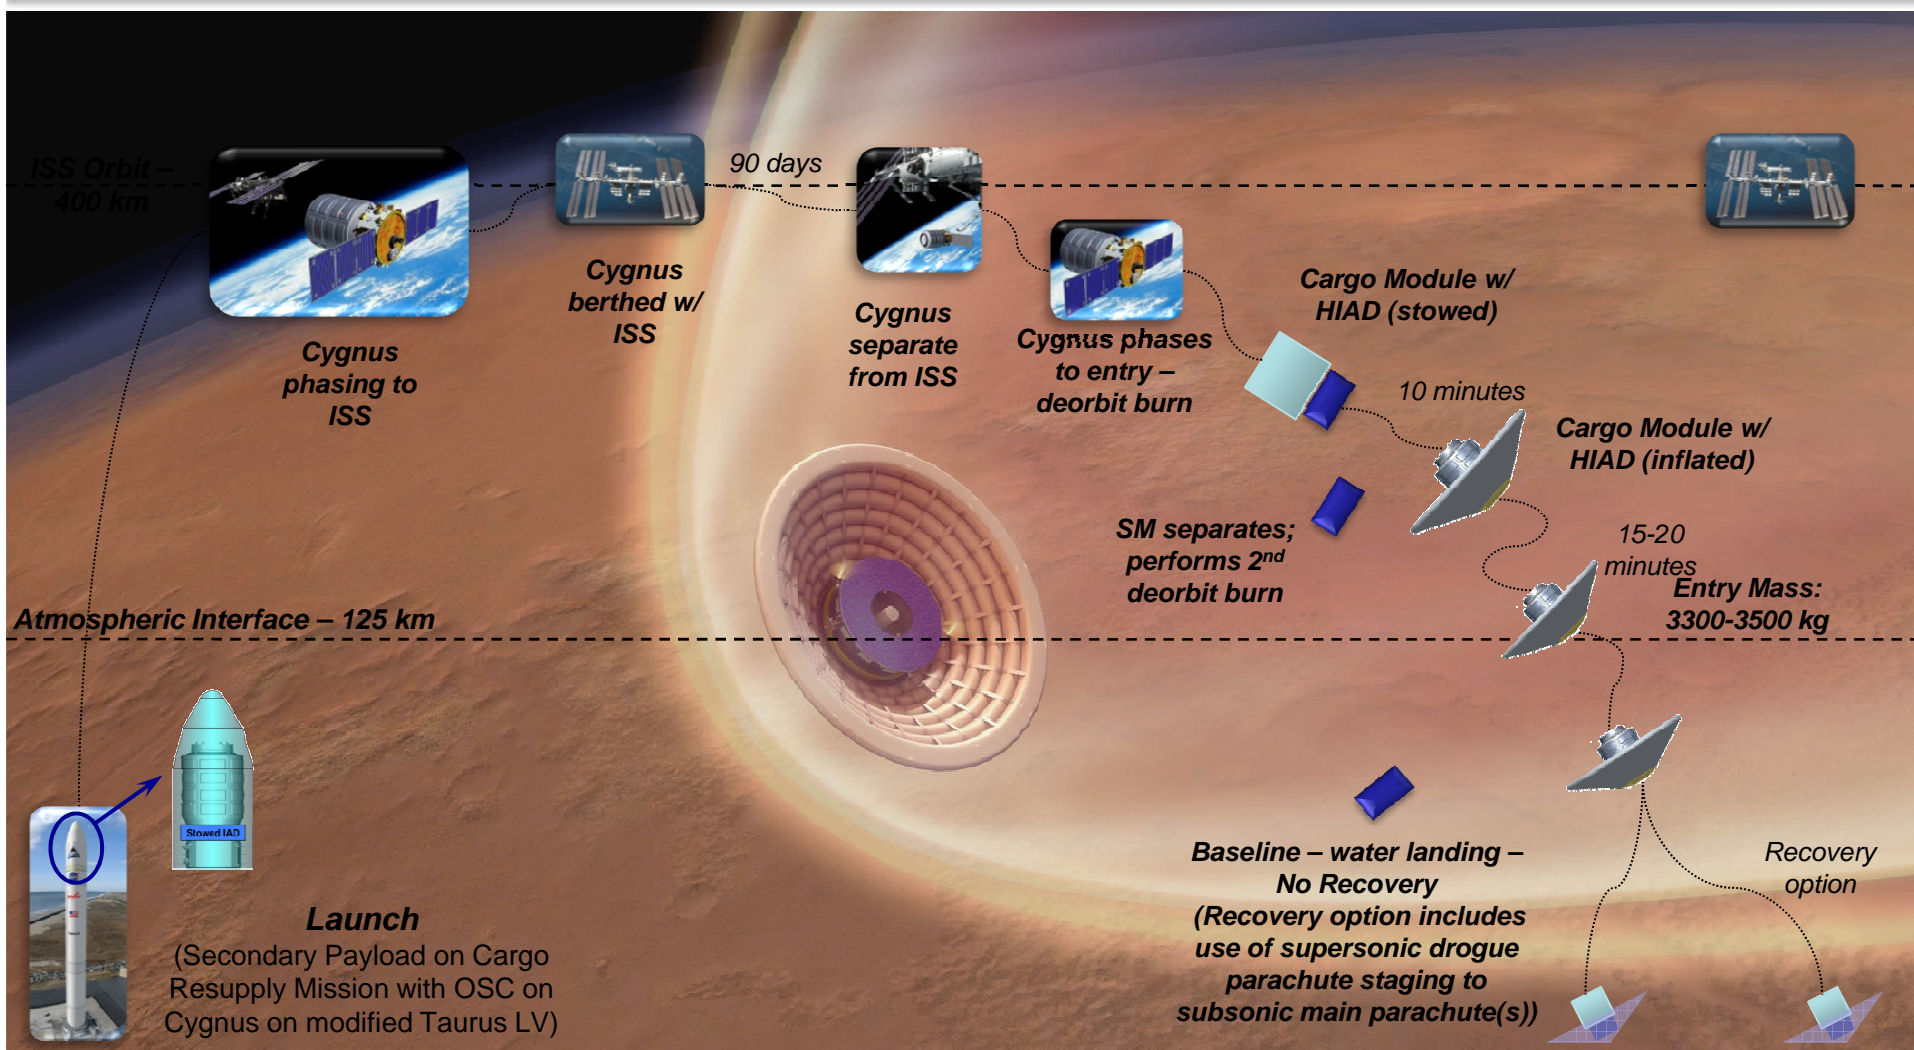 ISS Orbit –
400 km
90 days
Cygnus
phasing to
ISS
Cygnus
berthed w/
ISS
Cygnus
separate
from ISS
Cygnus phases
to entry –
deorbit burn
Cargo Module w/
HIAD (stowed)
10 minutes
Cargo Module w/
HIAD (inflated)
SM separates;
performs 2nd
deorbit burn
15-20
minutes
Entry Mass:
3300-3500 kg
Atmospheric Interface – 125 km
Stowed IAD
Launch
(Secondary Payload on Cargo
Resupply Mission with OSC on
Cygnus on modified Taurus LV)
Baseline – water landing –
No Recovery
(Recovery option includes
use of supersonic drogue
parachute staging to
subsonic main parachute(s))
Recovery
option